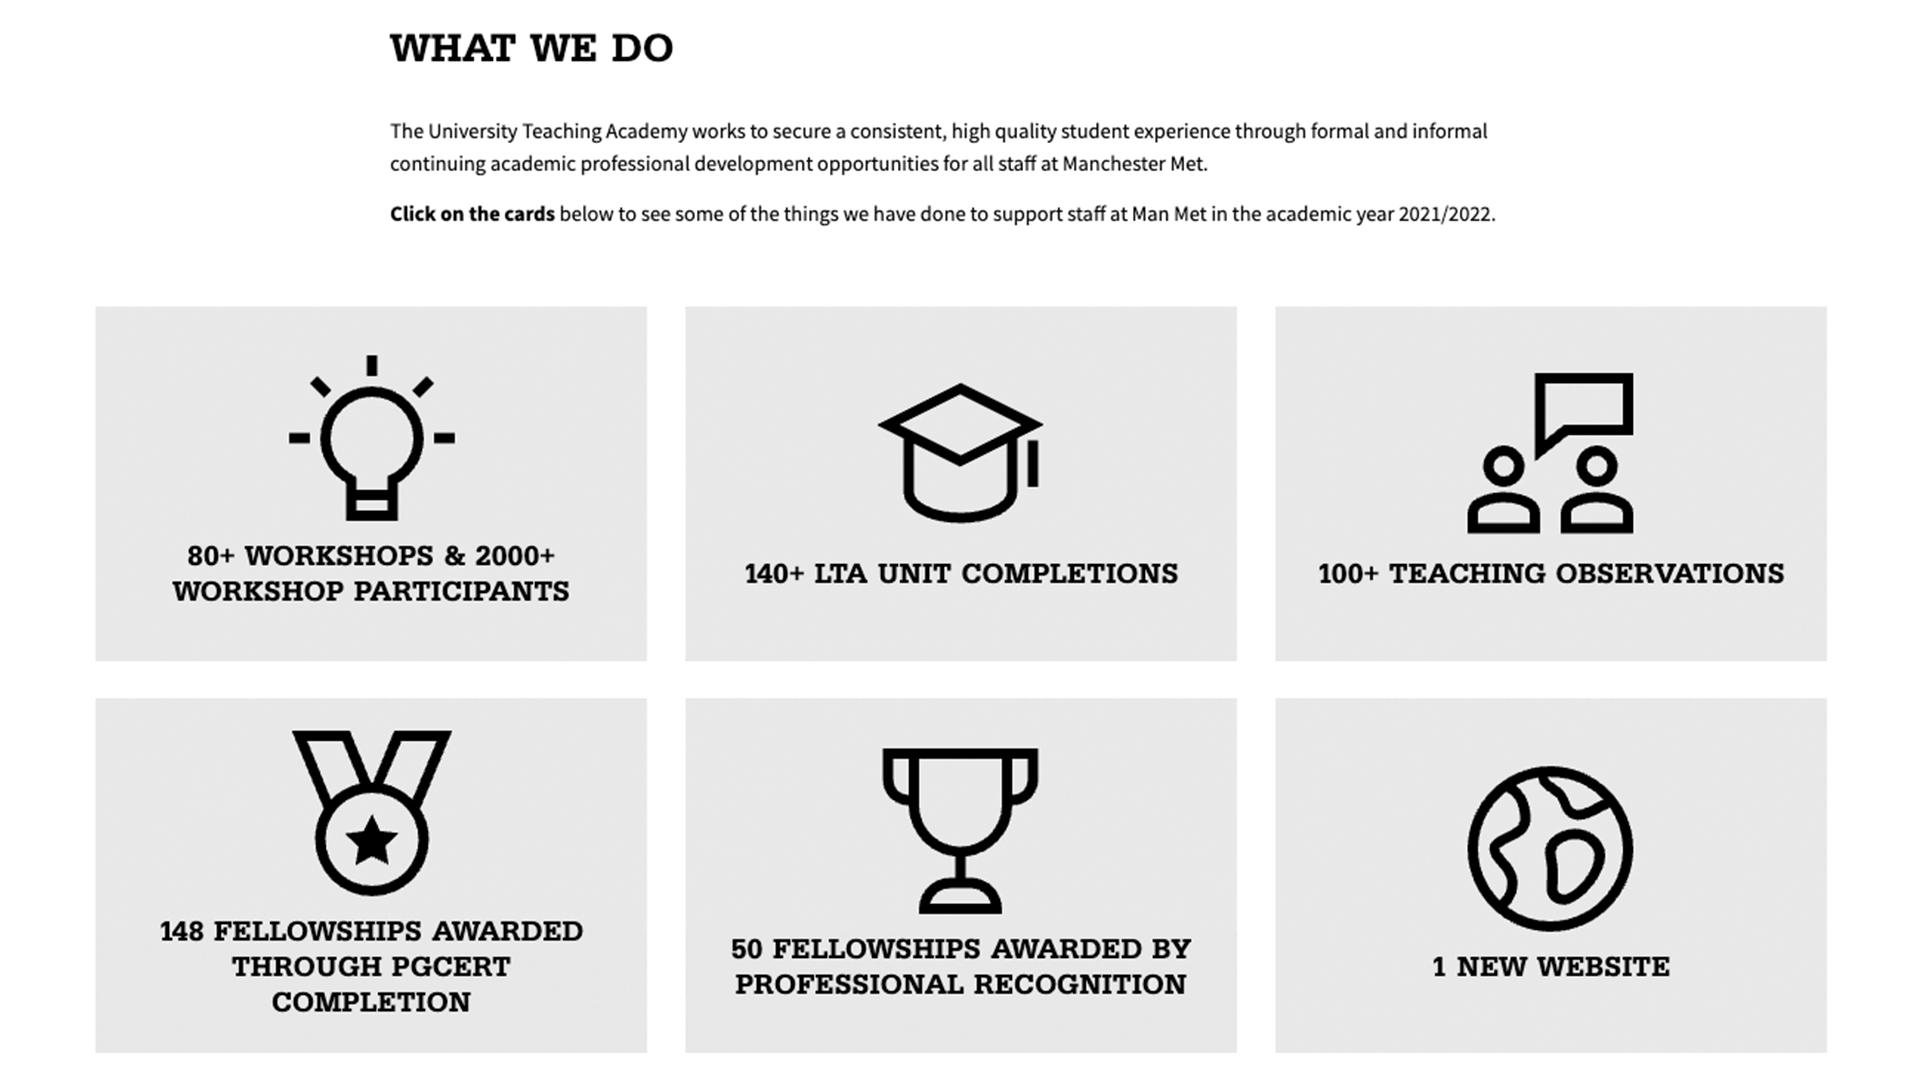 WHAT WE DO
The University Teaching Academy works to secure a consistent, high quality student experience through formal and informal
continuing academic professional development opportunities for all staff at Manchester Met.
Click on the cards below to see some of the things we have done to support staff at Man Met in the academic year 2021/2022.
80+ WORKSHOPS & 2000+
WORKSHOP PARTICIPANTS
140+ LTA UNIT COMPLETIONS
100+ TEACHING OBSERVATIONS
148 FELLOWSHIPS AWARDED
THROUGH PGCERT
COMPLETION
50 FELLOWSHIPS AWARDED BY
PROFESSIONAL RECOGNITION
1 NEW WEBSITE